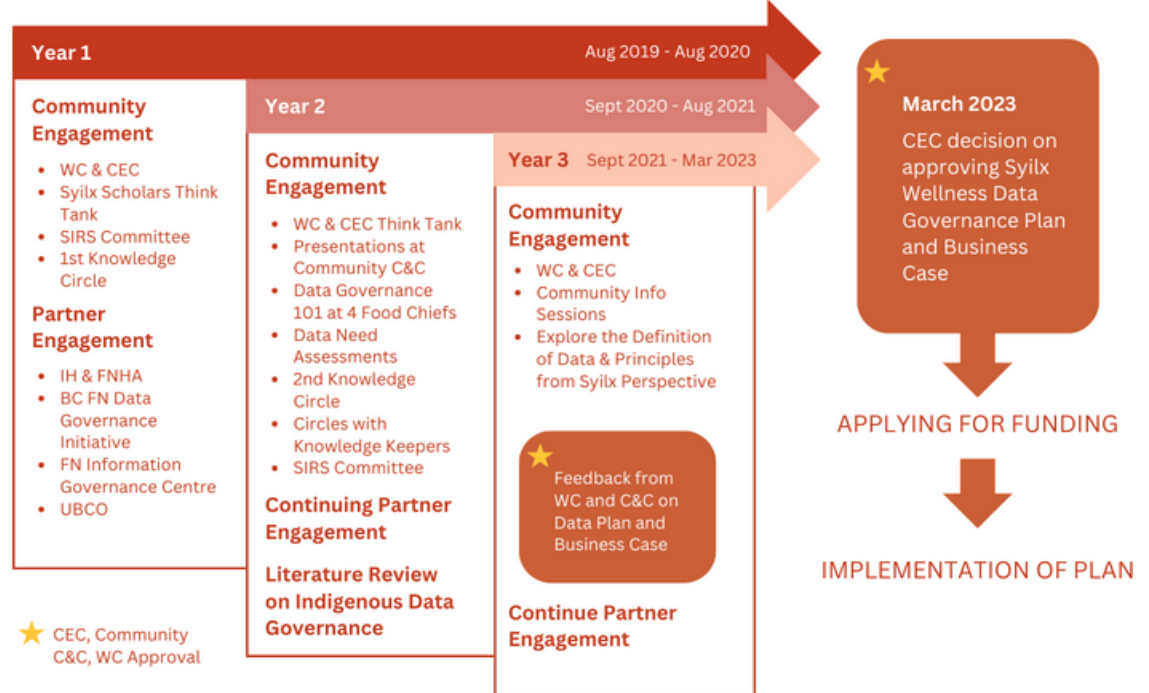 Year 1
Aug 2019 - Aug 2020
Community
Engagement
• WC & CEC
• Syilx Scholars Think
Tank
• SIRS Committee
• 1st Knowledge
Circle
Partner
Engagement
• IH & FNHA
• BC FN Data
Governance
Initiative
• FN Information
Governance Centre
• UBCO
Year 2
Sept 2020 - Aug 2021
Community
Engagement
• WC & CEC Think Tank
• Presentations at
Community C&C
• Data Governance
101 at 4 Food Chiefs
• Data Need
Assessments
• 2nd Knowledge
Circle
• Circles with
Knowledge Keepers
• SIRS Committee
Continuing Partner
Engagement
Literature Review
on Indigenous Data
Governance
Year 3 Sept 2021 - Mar 2023
Community
Engagement
• WC & CEC
• Community Info
Sessions
• Explore the Definition
of Data & Principles
from Syilx Perspective
Feedback from
WC and C&C on
Data Plan and
Business Case
Continue Partner
Engagement
March 2023
CEC decision on
approving Syilx
Wellness Data
Governance Plan
and Business
Case
APPLYING FOR FUNDING
IMPLEMENTATION OF PLAN
CEC, Community
C&C, WC Approval